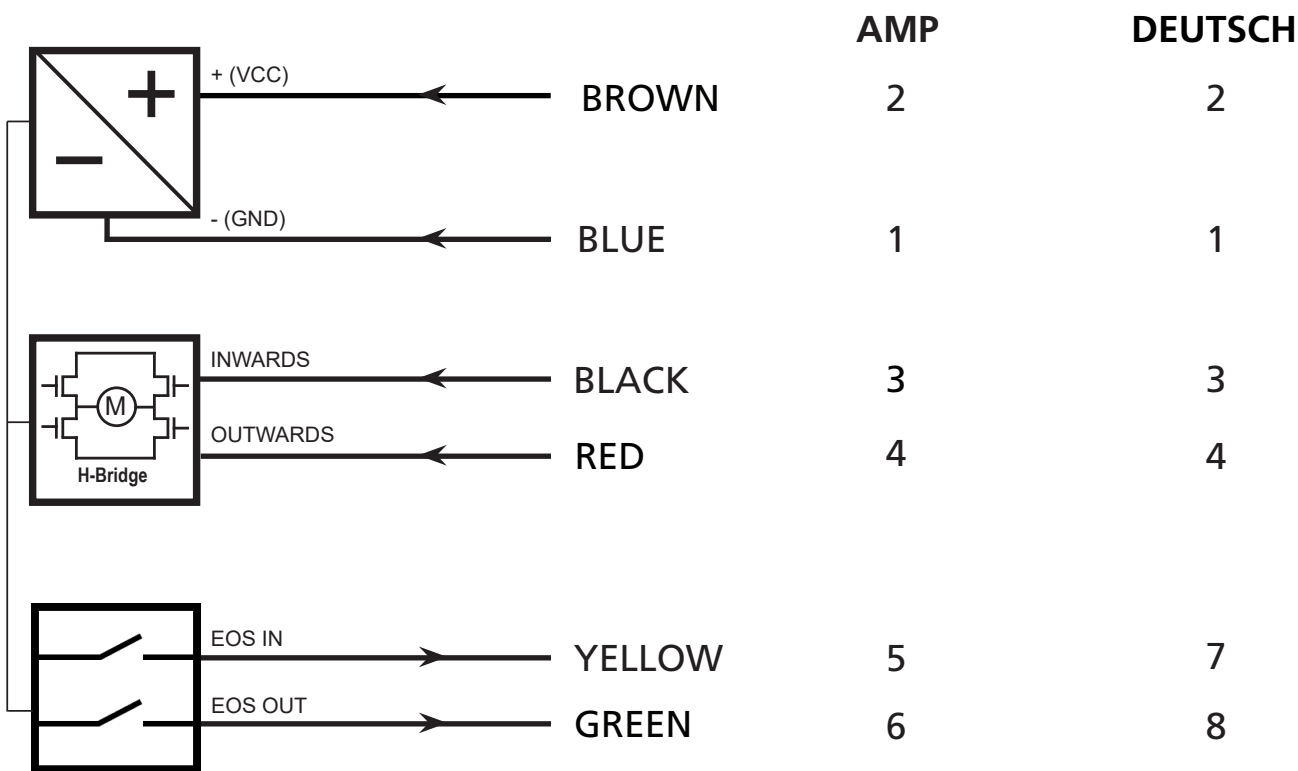 AMP DEUTSCH
+ (VCC) BROWN 2 2
- (GND) BLUE 1 1
INWARDS BLACK 3 3
OUTWARDS RED 4 4
M
H-Bridge
EOS IN YELLOW 5 7
EOS OUT GREEN 6 8